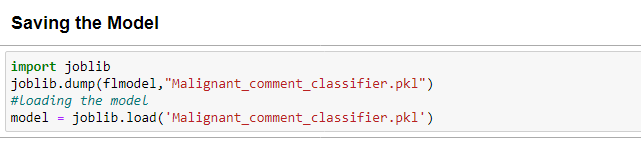 Saving the Model
import joblib
joblib.dump(flmodel,"Malignant_comment_classifier.pkl")
#loading the model
model = joblib.load('Malignant_comment_classifier.pkl')